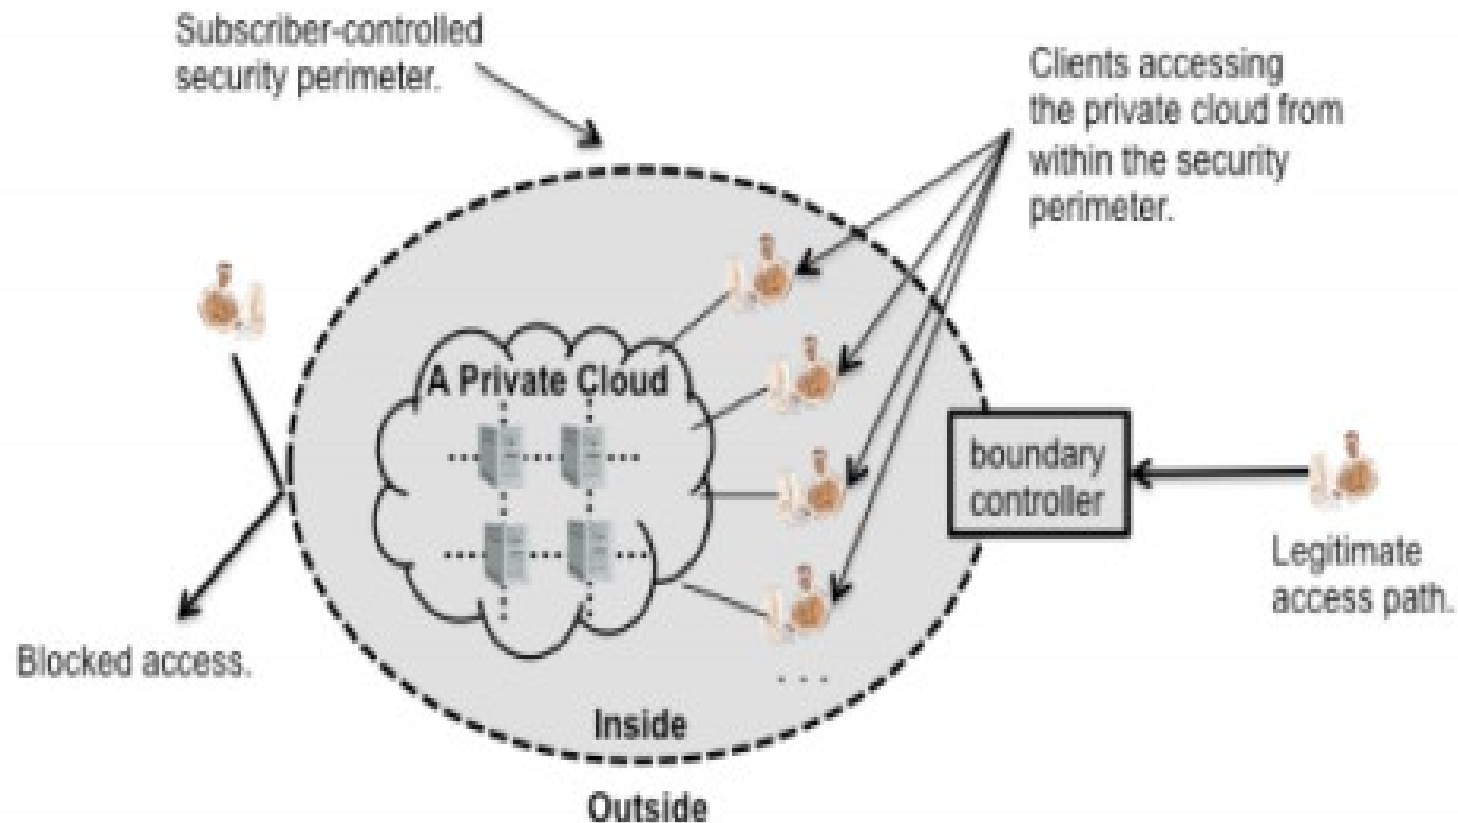 Subscriber-controlled
security perimeter.
Clients accessing
the private cloud from
within the security
perimeter.
A Private Cloud
boundary
controller
Legitimate
access path.
Blocked access.
. . .
Inside
Outside